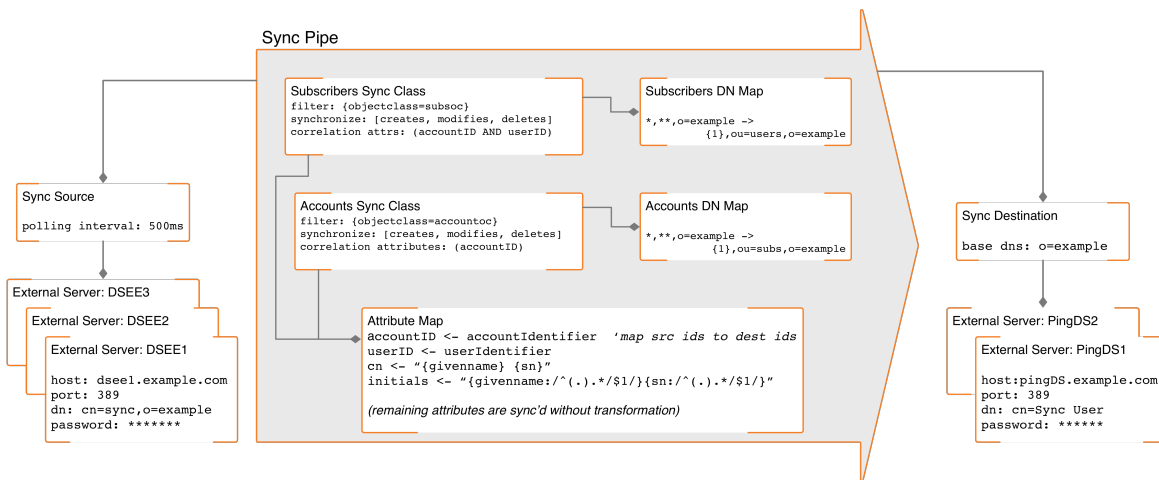 Sync Pipe
Subscribers Sync Class
filter: {objectclass=subsoc}
synchronize: [creates, modifies, deletes]
correlation attrs: (accountID AND userID)
Subscribers DN Map
*,**,o=example ->
{1},ou=users,o=example
Sync Source
polling interval: 500ms
Accounts Sync Class
filter: {objectclass=accountoc}
synchronize: [creates, modifies, deletes]
correlation attributes: (accountID)
Accounts DN Map
*,**,o=example ->
{1},ou=subs,o=example
Sync Destination
base dns: o=example
External Server: DSEE3
External Server: DSEE2
External Server: DSEE1
host: dsee1.example.com
port: 389
dn: cn=sync,o=example
password: *******
Attribute Map
accountID <- accountIdentifier ‘map src ids to dest ids
userID <- userIdentifier
cn <- “{givenname} {sn}”
initials <- “{givenname:/^(.).*/$1/}{sn:/^(.).*/$1/}”
(remaining attributes are sync’d without transformation)
External Server: PingDS2
External Server: PingDS1
host:pingDS.example.com
port: 389
dn: cn=Sync User
password: ******